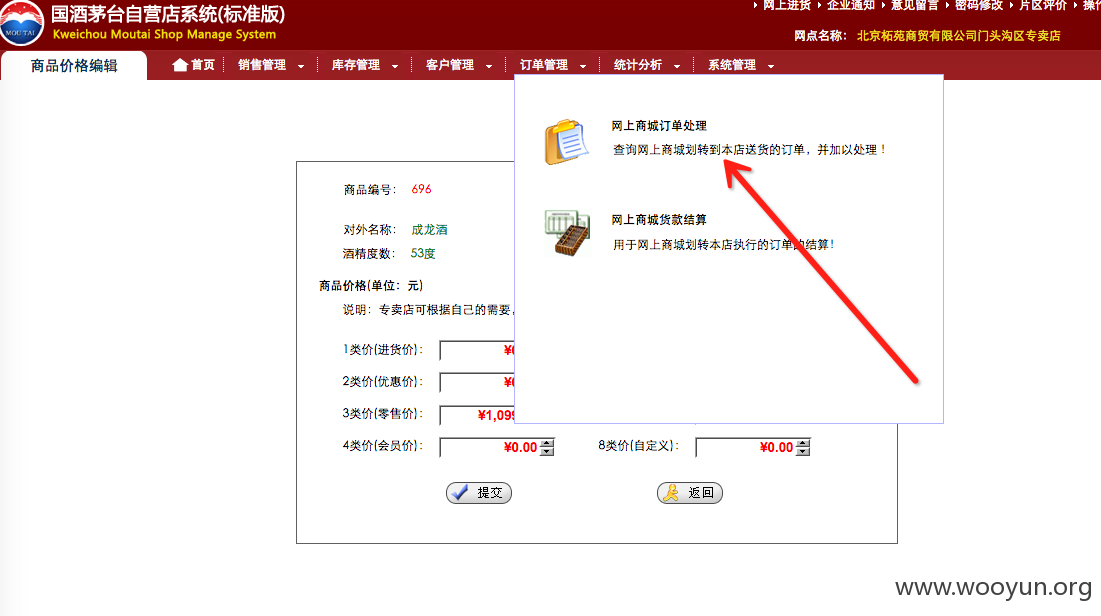 国酒茅台自营店系统(标准版)
Kweichou Moutai Shop Manage System
MOU TAI
网上进货 企业通知 意见留言 密码修改 片区评价
网点名称： 北京柘苑商贸有限公司门头沟区专卖店
商品价格编辑 首页 销售管理 库存管理 客户管理 订单管理 统计分析 系统管理
网上商城订单处理
查询网上商城划转到本店送货的订单，并加以处理！
网上商城货款结算
用于网上商城划转本店执行的订单的结算！
商品编号： 696
对外名称： 成龙酒
酒精度数： 53度
商品价格(单位：元)
说明：专卖店可根据自己的需要,
1类价(进货价)：
2类价(优惠价)：
3类价(零售价)： ¥1,09
4类价(会员价)： ¥0.00 8类价(自定义)： ¥0.00
提交 返回
www.wooyun.org